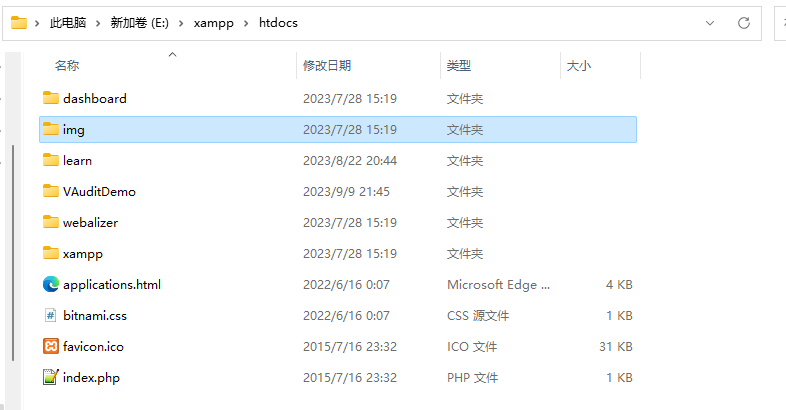 此电脑 › 新加卷 (E:) › xampp › htdocs
名称 修改日期 类型 大小
dashboard 2023/7/28 15:19 文件夹
img 2023/7/28 15:19 文件夹
learn 2023/8/22 20:44 文件夹
VAuditDemo 2023/9/9 21:45 文件夹
webalizer 2023/7/28 15:19 文件夹
xampp 2023/7/28 15:19 文件夹
applications.html 2022/6/16 0:07 Microsoft Edge ... 4 KB
bitnami.css 2022/6/16 0:07 CSS 源文件 1 KB
favicon.ico 2015/7/16 23:32 ICO 文件 31 KB
index.php 2015/7/16 23:32 PHP 文件 1 KB